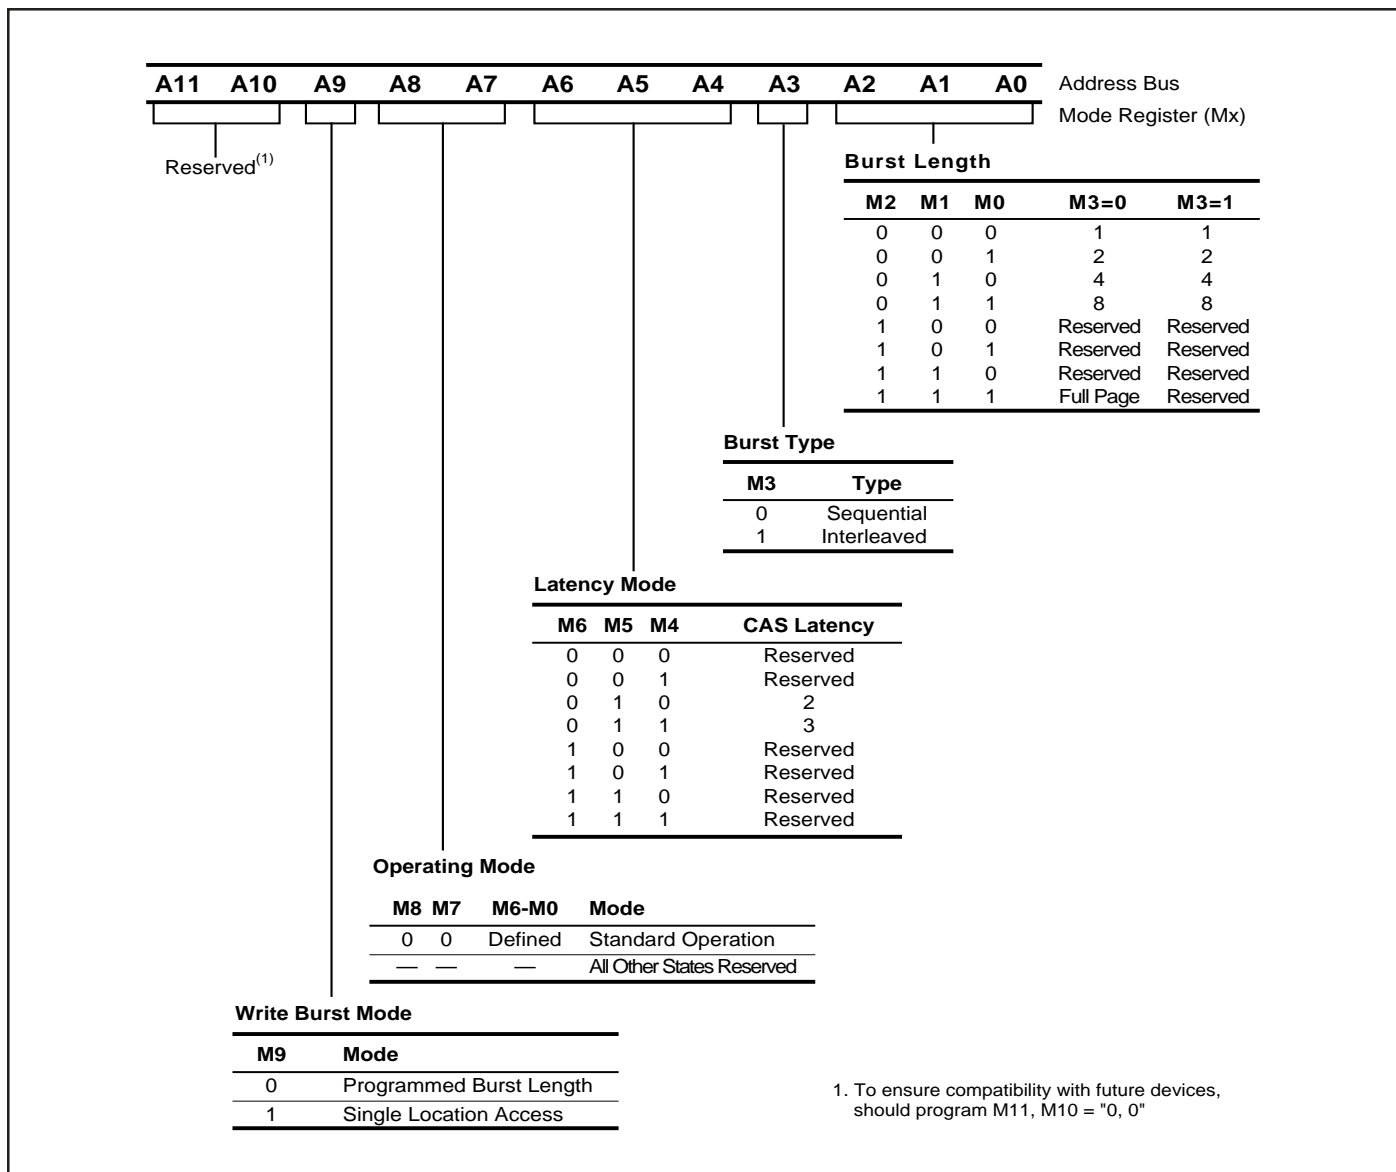 A11 A10 A9 A8 A7 A6 A5 A4 A3 A2 A1 A0 Address Bus
Mode Register (Mx)
Reserved(1)
Burst Length
M2 M1 M0 M3=0 M3=1
0 0 0 1 1
0 0 1 2 2
0 1 0 4 4
0 1 1 8 8
1 0 0 Reserved Reserved
1 0 1 Reserved Reserved
1 1 0 Reserved Reserved
1 1 1 Full Page Reserved
Burst Type
M3 Type
0 Sequential
1 Interleaved
Latency Mode
M6 M5 M4 CAS Latency
0 0 0 Reserved
0 0 1 Reserved
0 1 0 2
0 1 1 3
1 0 0 Reserved
1 0 1 Reserved
1 1 0 Reserved
1 1 1 Reserved
Operating Mode
M8 M7 M6-M0 Mode
0 0 Defined Standard Operation
— — — All Other States Reserved
Write Burst Mode
M9 Mode
0 Programmed Burst Length
1 Single Location Access
1. To ensure compatibility with future devices,
should program M11, M10 = "0, 0"